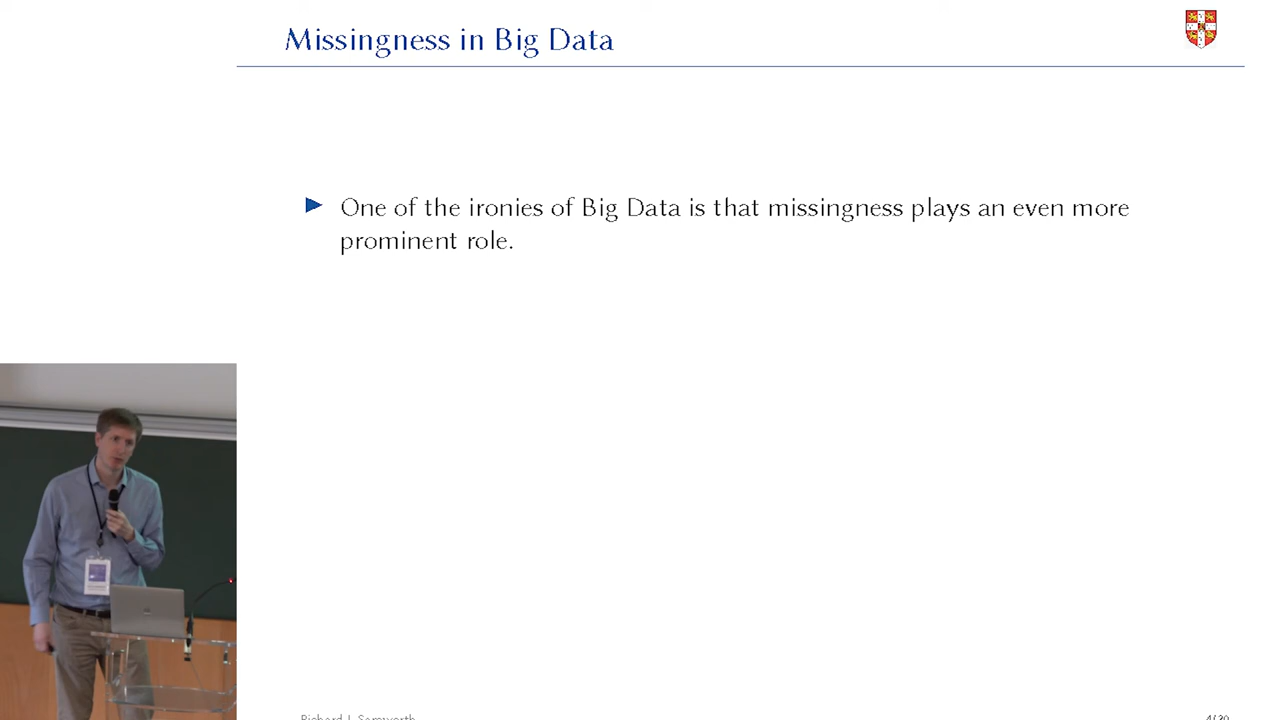 Missingness in Big Data
► One of the ironies of Big Data is that missingness plays an even more
prominent role.
Richard J. Samworth